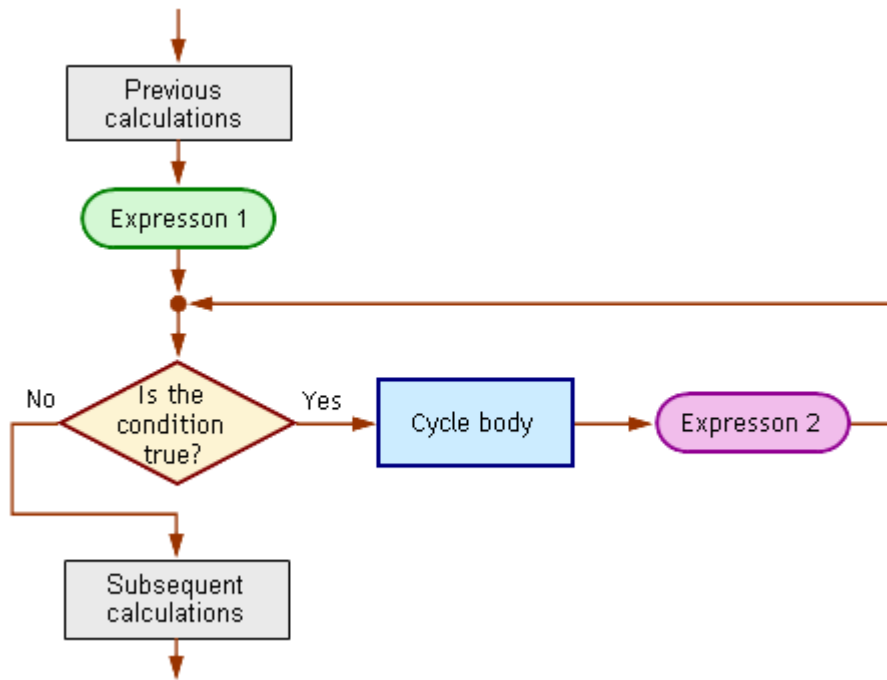 Previous
calculations
Expresson 1
No
Is the
condition
true?
Yes
Cycle body
Expresson 2
Subsequent
calculations